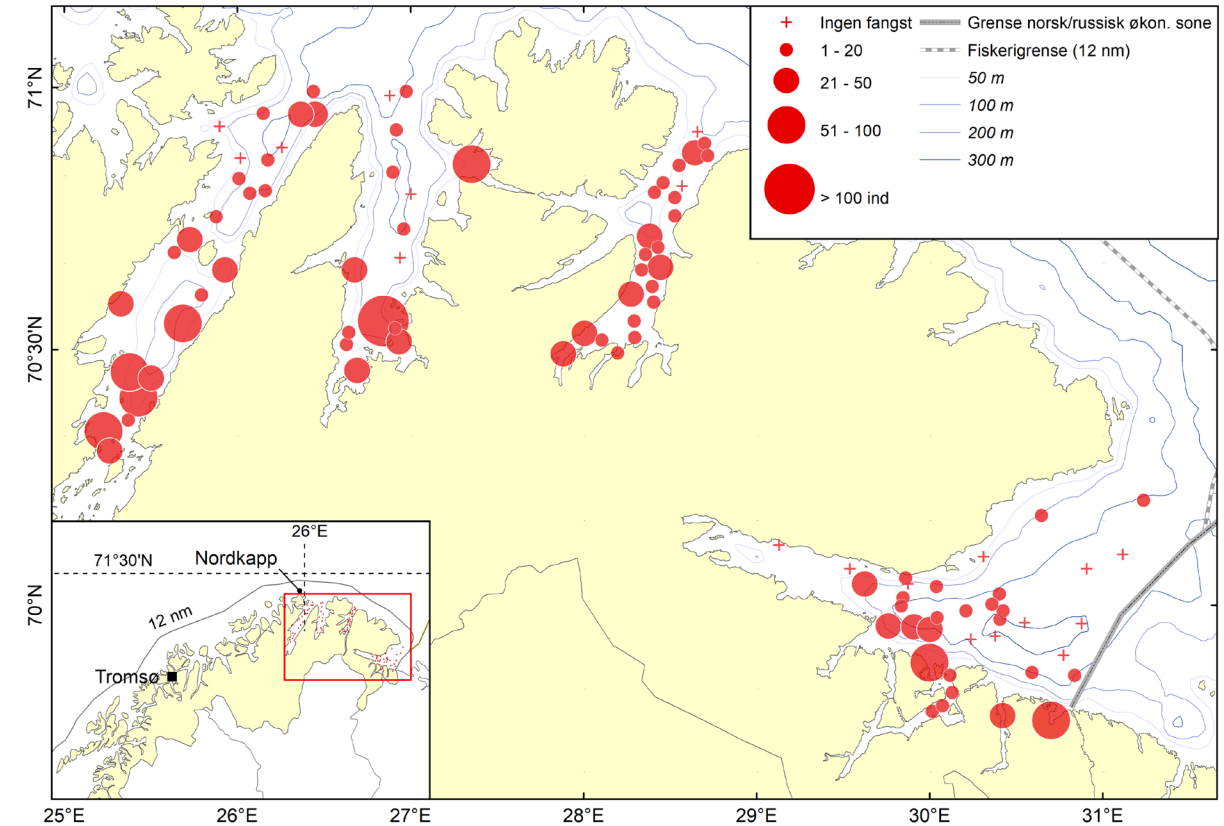 Ingen fangst
1 - 20
21 - 50
51 - 100
> 100 ind
Grense norsk/russisk økon. sone
Fiskerigrense (12 nm)
50 m
100 m
200 m
300 m
71°N
70°30'N
70°N
26°E
71°30'N
Nordkapp
12 nm
Tromsø
25°E
26°E
27°E
28°E
29°E
30°E
31°E